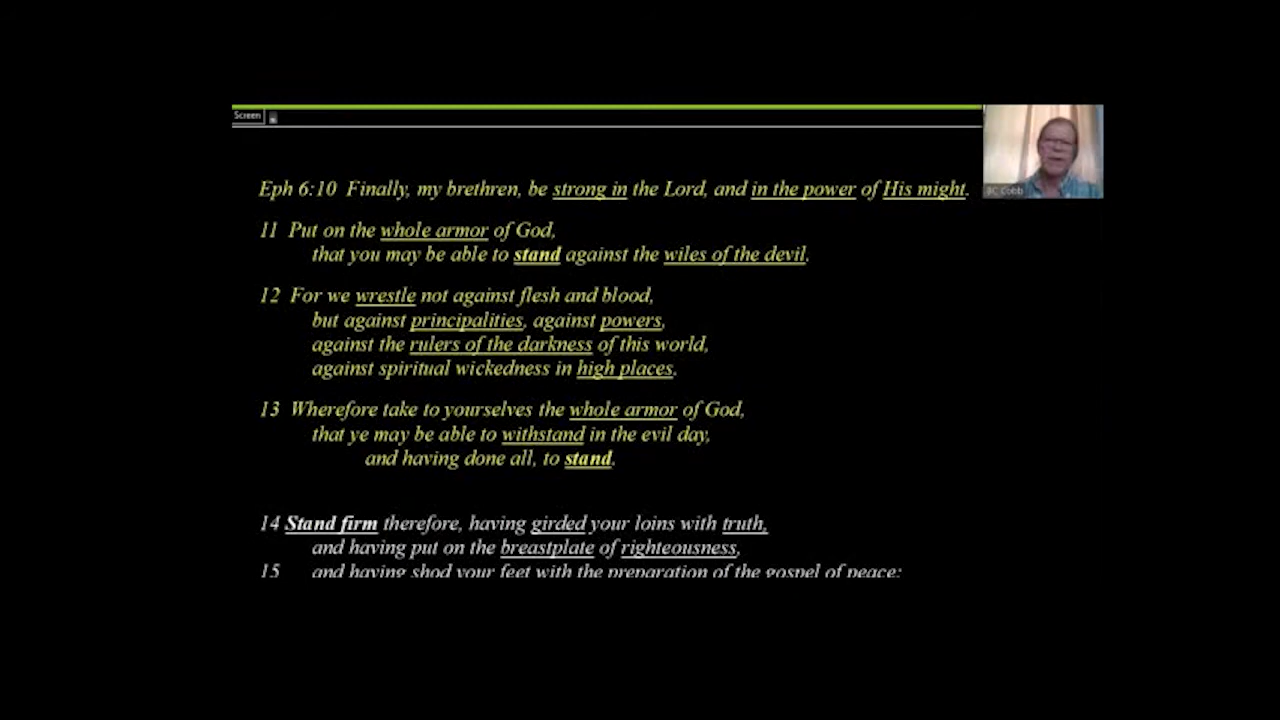 Screen
BC Cobb
Eph 6:10 Finally, my brethren, be strong in the Lord, and in the power of His might.
11 Put on the whole armor of God,
that you may be able to stand against the wiles of the devil.
12 For we wrestle not against flesh and blood,
but against principalities, against powers,
against the rulers of the darkness of this world,
against spiritual wickedness in high places.
13 Wherefore take to yourselves the whole armor of God,
that ye may be able to withstand in the evil day,
and having done all, to stand.
14 Stand firm therefore, having girded your loins with truth,
and having put on the breastplate of righteousness,
15 and having shod your feet with the preparation of the gospel of peace;